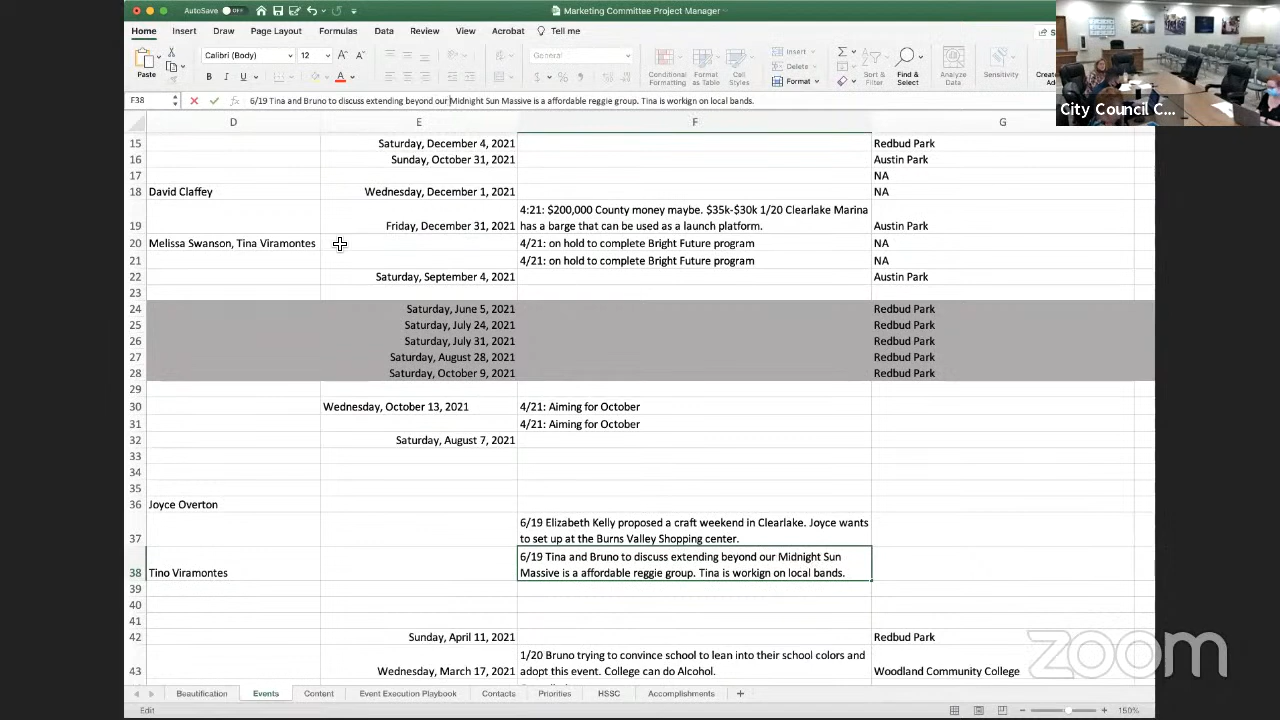 AutoSave OFF
Marketing Committee Project Manager
Home Insert Draw Page Layout Formulas Data Review View Acrobat Tell me
Paste
Calibri (Body) 12
General
Conditional Formatting
Format as Table
Cell Styles
Insert
Delete
Format
Sort & Filter
Find & Select
Analyze Data
Sensitivity
City Council C...
F38 fx 6/19 Tina and Bruno to discuss extending beyond our Midnight Sun Massive is a affordable reggie group. Tina is workign on local bands.
D E F G
15 Saturday, December 4, 2021 Redbud Park
16 Sunday, October 31, 2021 Austin Park
17 NA
18 David Claffey Wednesday, December 1, 2021 NA
4:21: $200,000 County money maybe. $35k-$30k 1/20 Clearlake Marina
19 Friday, December 31, 2021 has a barge that can be used as a launch platform. Austin Park
20 Melissa Swanson, Tina Viramontes 4/21: on hold to complete Bright Future program NA
21 4/21: on hold to complete Bright Future program NA
22 Saturday, September 4, 2021 Austin Park
23
24 Saturday, June 5, 2021 Redbud Park
25 Saturday, July 24, 2021 Redbud Park
26 Saturday, July 31, 2021 Redbud Park
27 Saturday, August 28, 2021 Redbud Park
28 Saturday, October 9, 2021 Redbud Park
29
30 Wednesday, October 13, 2021 4/21: Aiming for October
31 4/21: Aiming for October
32 Saturday, August 7, 2021
33
34
35
36 Joyce Overton
6/19 Elizabeth Kelly proposed a craft weekend in Clearlake. Joyce wants
37 to set up at the Burns Valley Shopping center.
6/19 Tina and Bruno to discuss extending beyond our Midnight Sun
38 Tino Viramontes Massive is a affordable reggie group. Tina is workign on local bands.
39
40
41
42 Sunday, April 11, 2021 Redbud Park
1/20 Bruno trying to convince school to lean into their school colors and
43 Wednesday, March 17, 2021 adopt this event. College can do Alcohol. Woodland Community College
zoom
Beautification Events Content Event Execution Playbook Contacts Priorities HSSC Accomplishments +
Edit 150%